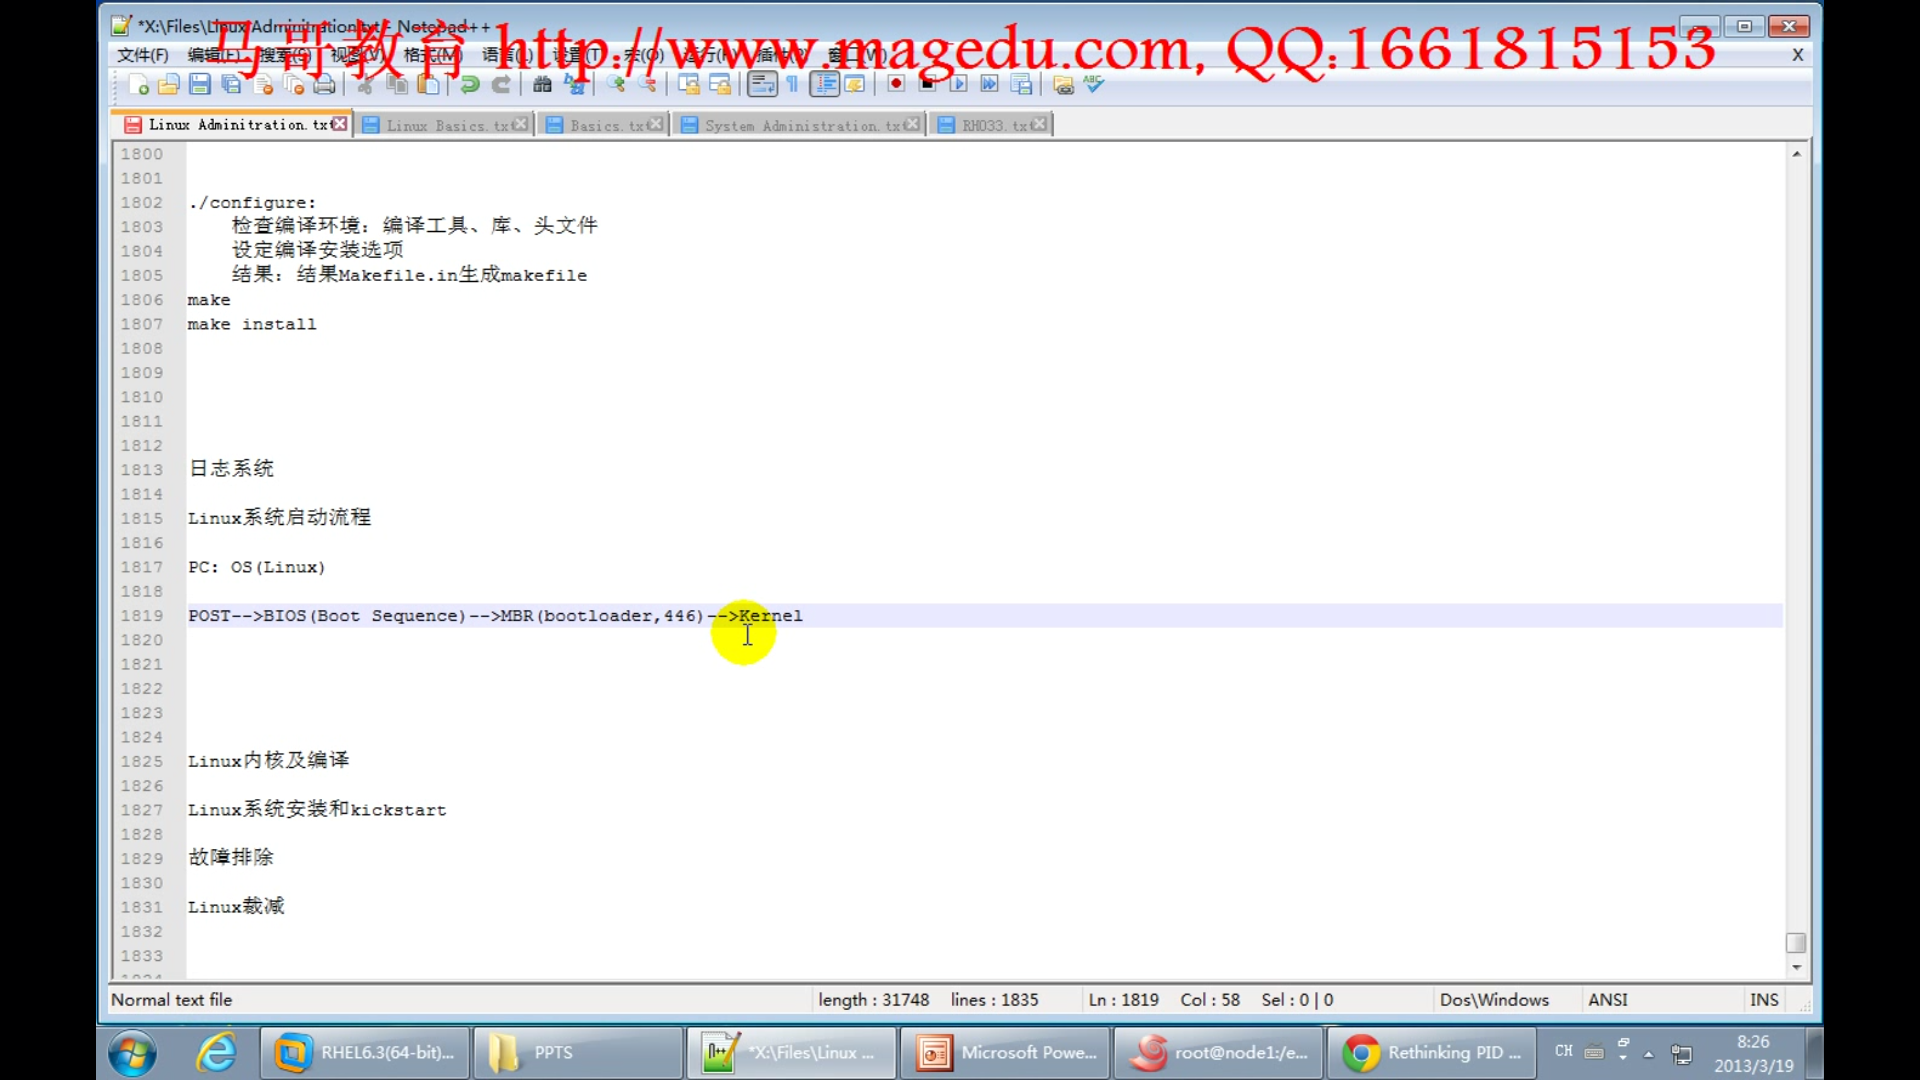 *X:\Files\Linux Adminitration.txt - Notepad++
马哥教育 http://www.magedu.com, QQ:1661815153
文件(F) 编辑(E) 搜索(S) 视图(V) 格式(M) 语言(L) 设置(T) 宏(O) 运行(R) 插件(P) 窗口(W) X
Linux Adminitration.txt Linux Basics.txt Basics.txt System Administration.txt RH033.txt
1800
1801
1802 ./configure:
1803 检查编译环境：编译工具、库、头文件
1804 设定编译安装选项
1805 结果：结果Makefile.in生成makefile
1806 make
1807 make install
1808
1809
1810
1811
1812
1813 日志系统
1814
1815 Linux系统启动流程
1816
1817 PC: OS(Linux)
1818
1819 POST-->BIOS(Boot Sequence)-->MBR(bootloader,446)-->Kernel
1820
1821
1822
1823
1824
1825 Linux内核及编译
1826
1827 Linux系统安装和kickstart
1828
1829 故障排除
1830
1831 Linux裁减
1832
1833
Normal text file length : 31748 lines : 1835 Ln : 1819 Col : 58 Sel : 0 | 0 Dos\Windows ANSI INS
RHEL6.3(64-bit)... PPTS *X:\Files\Linux ... Microsoft Powe... root@node1:/e... Rethinking PID ... CH 8:26
2013/3/19